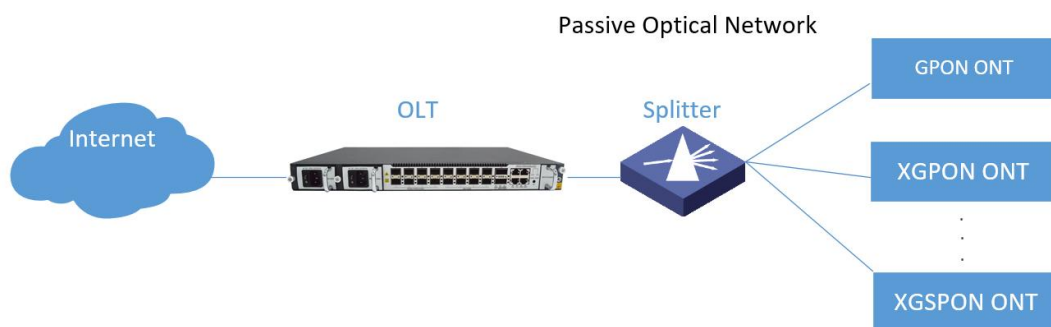 Passive Optical Network
GPON ONT
OLT
Splitter
Internet
XGPON ONT
XGSPON ONT